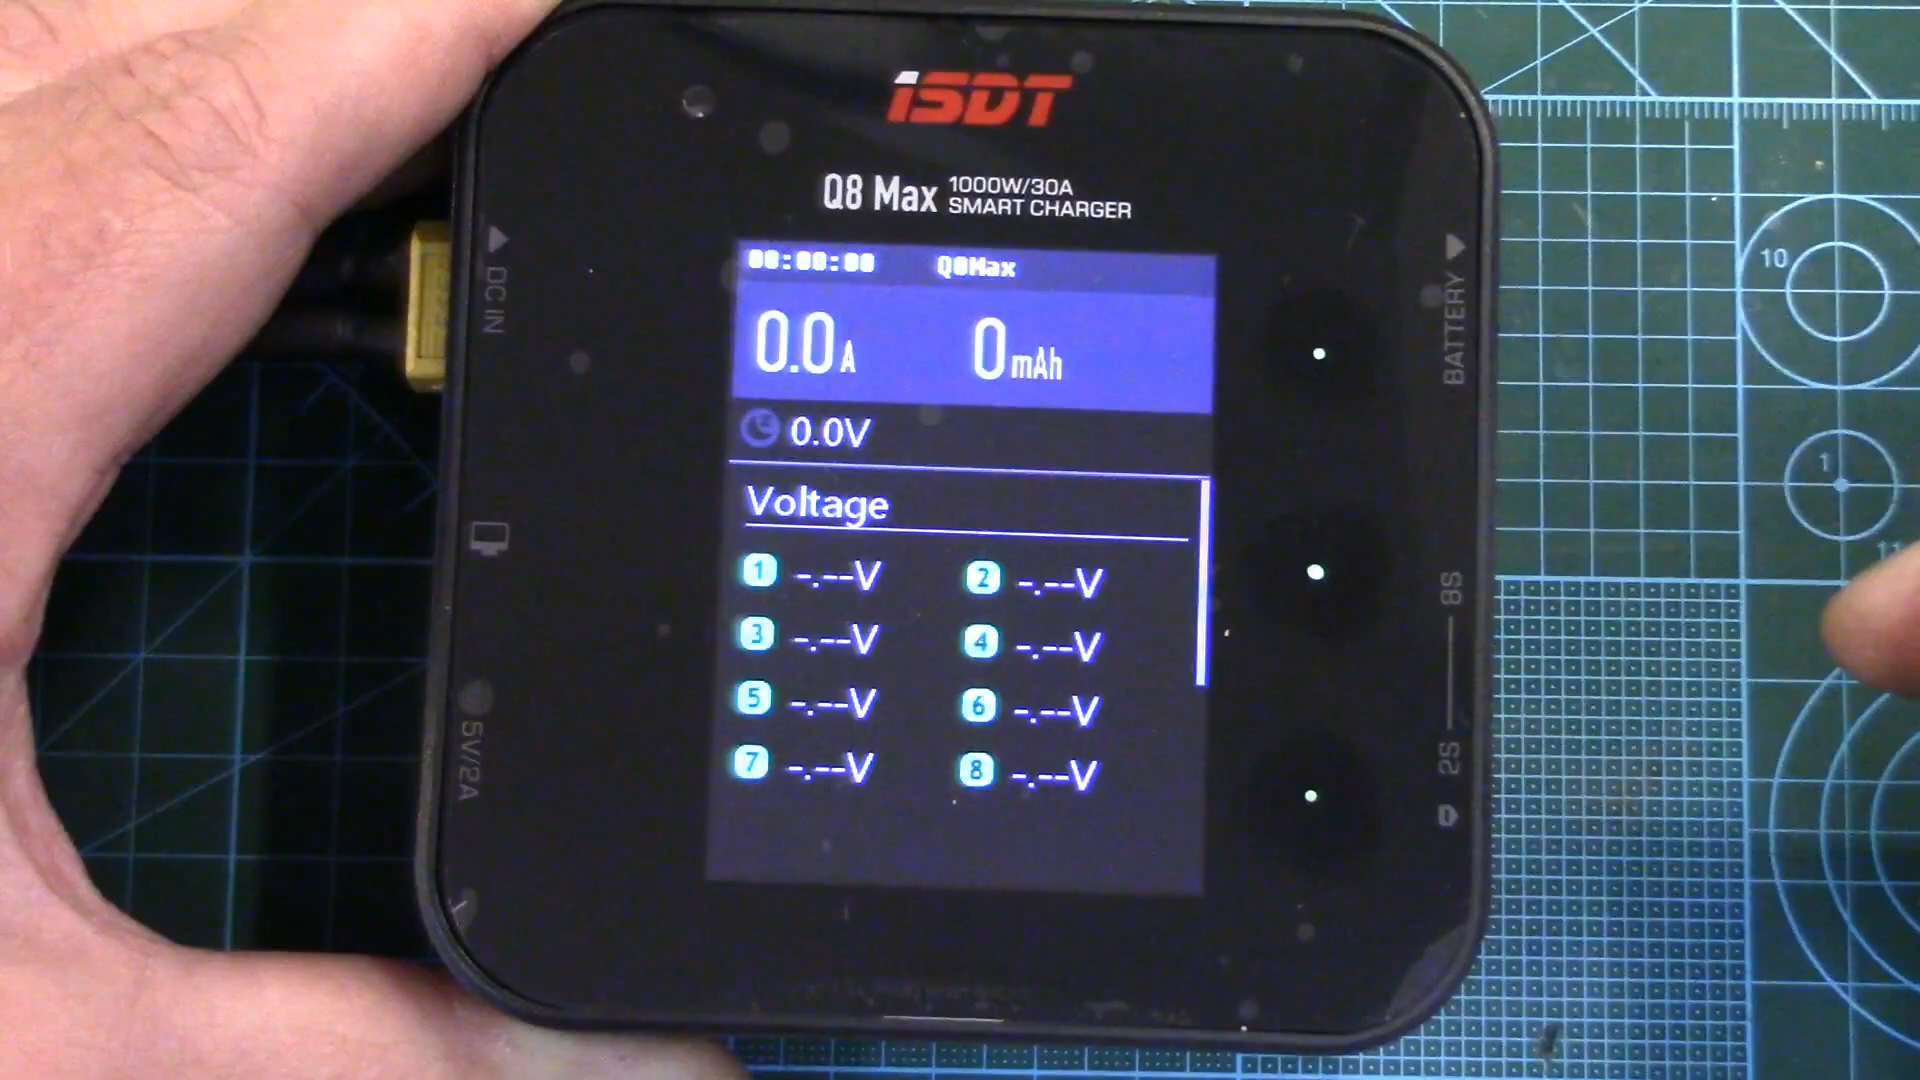 iSDT
Q8 Max 1000W/30A
SMART CHARGER
00:00:00 Q8Max
0.0A 0mAh
0.0V
Voltage
1 -.--V 2 -.--V
3 -.--V 4 -.--V
5 -.--V 6 -.--V
7 -.--V 8 -.--V
DC IN
5V/2A
BATTERY
8S
2S
10
1
11